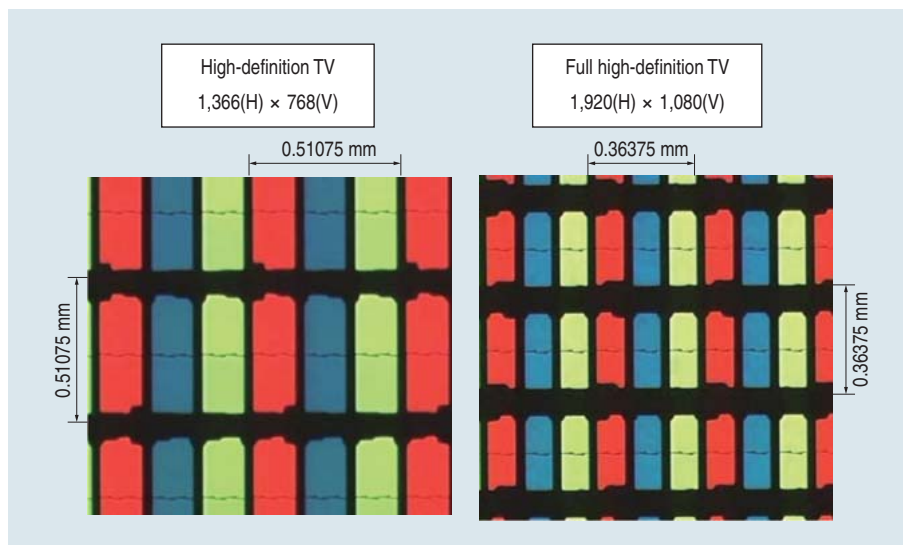 High-definition TV
1,366(H) × 768(V)
Full high-definition TV
1,920(H) × 1,080(V)
0.51075 mm
0.36375 mm
0.51075 mm
0.36375 mm